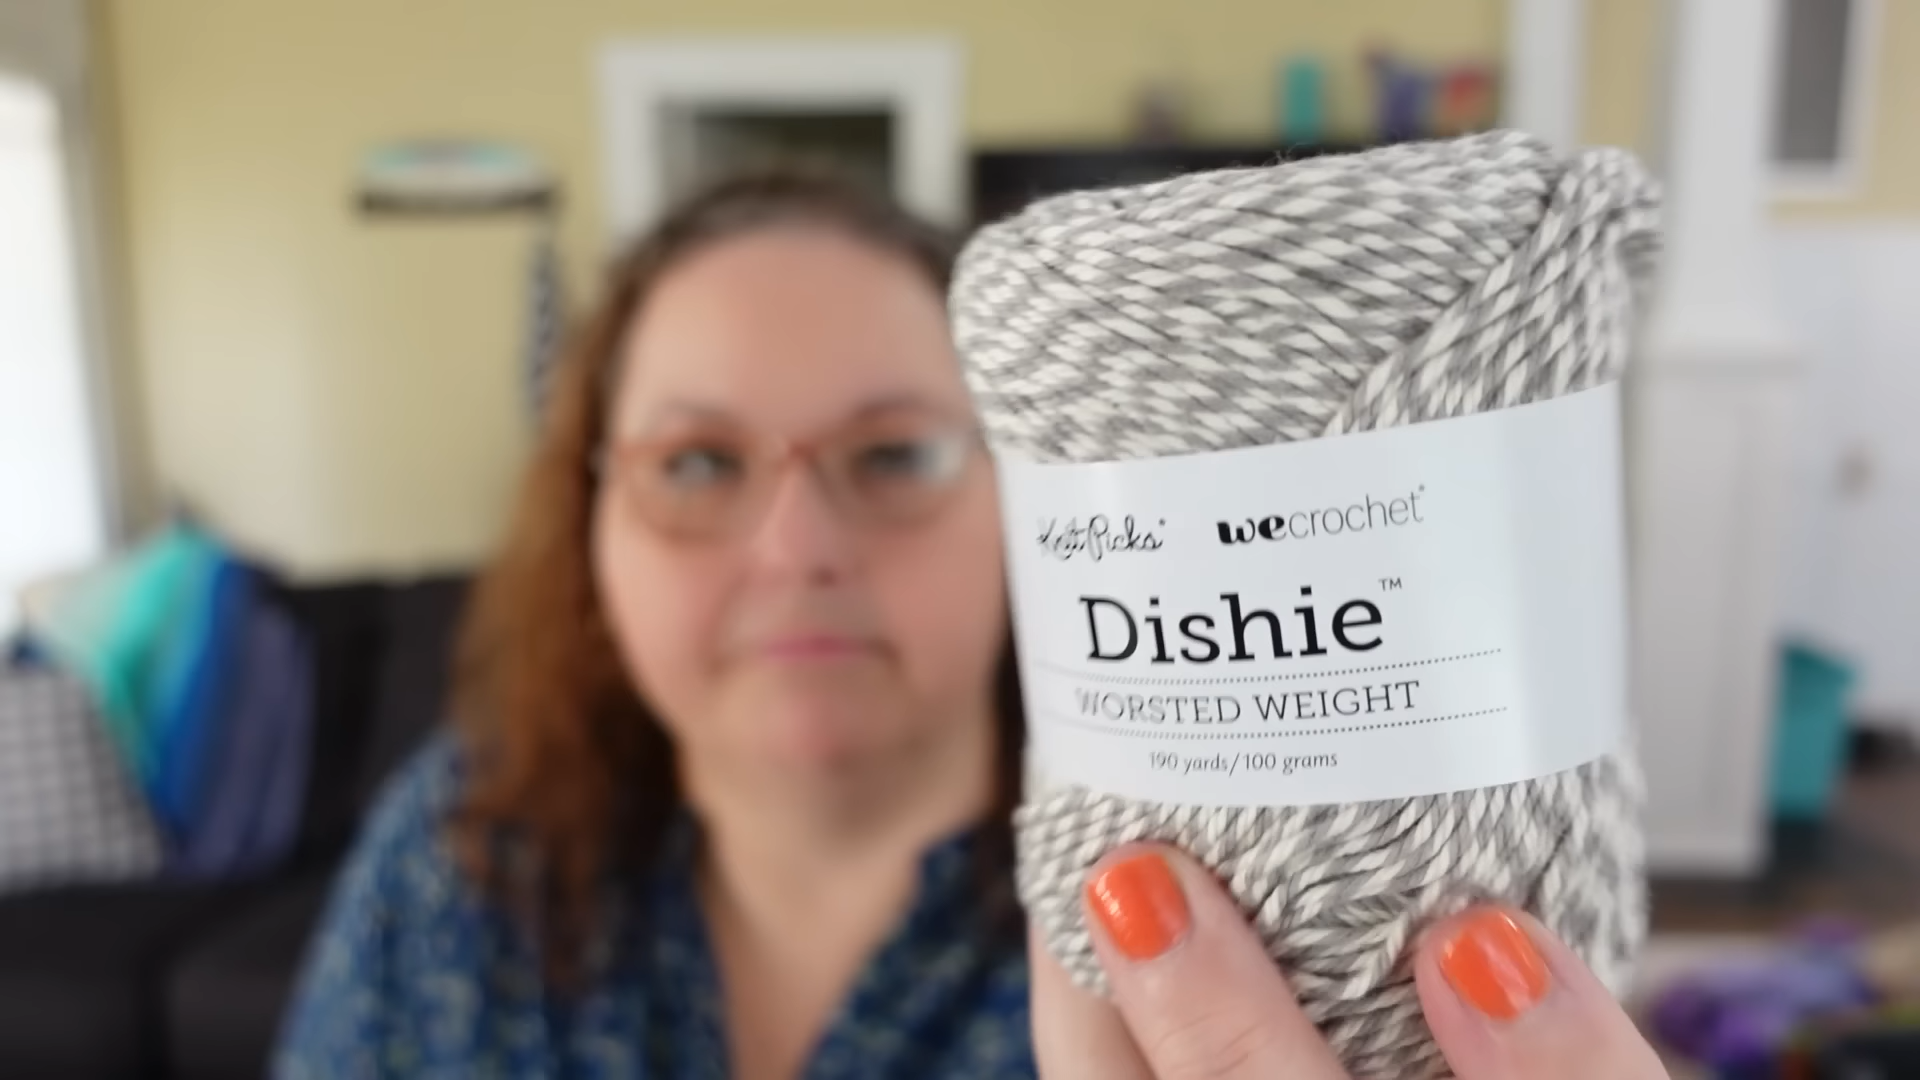 KnitPicks® wecrochet®
Dishie™
WORSTED WEIGHT
190 yards/100 grams